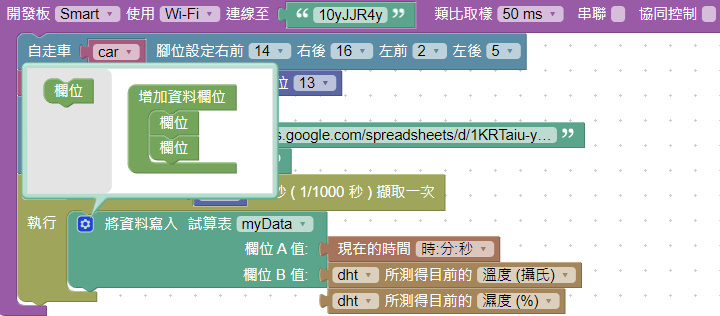 開發板 Smart 使用 Wi-Fi 連線至 “ 10yJJR4y ” 類比取樣 50 ms 串聯 協同控制
自走車 car 腳位設定右前 14 右後 16 左前 2 左後 5
位 13
欄位
增加資料欄位
欄位
欄位
s.google.com/spreadsheets/d/1KRTaiu-y… ”
秒 ( 1/1000 秒 ) 擷取一次
執行 將資料寫入 試算表 myData
欄位 A 值: 現在的時間 時:分:秒
欄位 B 值: dht 所測得目前的 溫度 (攝氏)
dht 所測得目前的 濕度 (%)